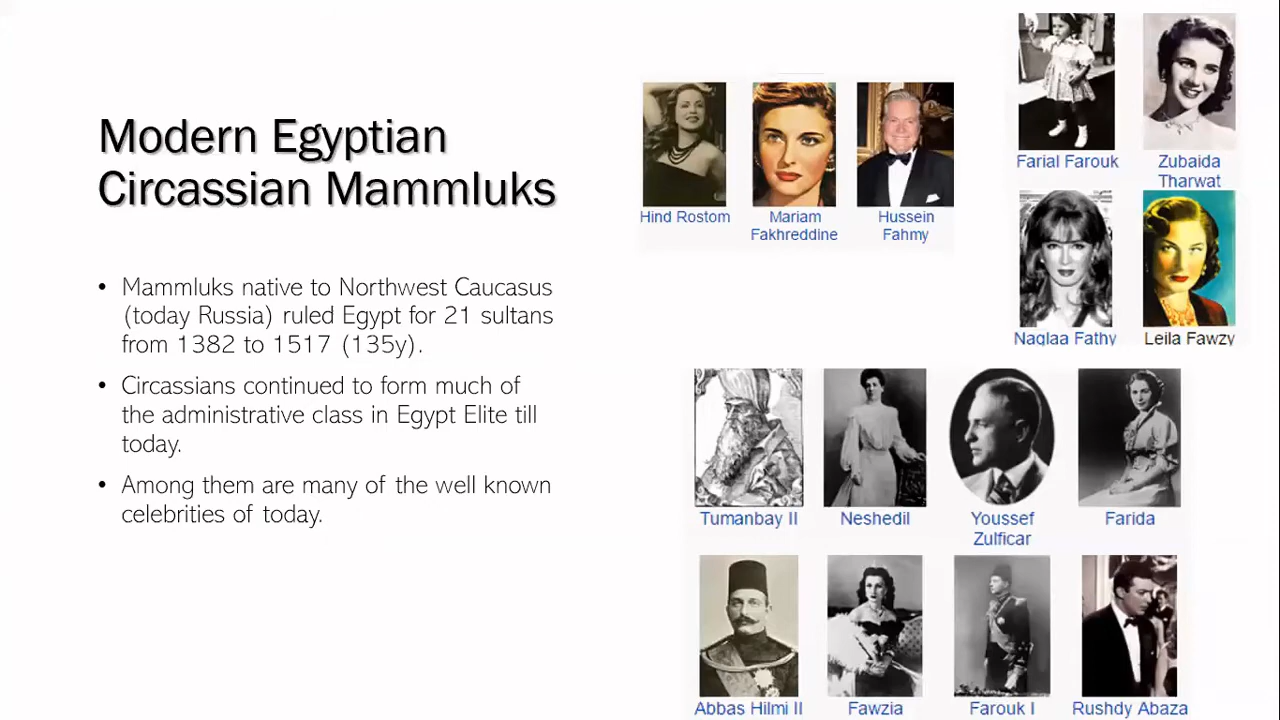 Modern Egyptian
Circassian Mammluks
• Mammluks native to Northwest Caucasus
(today Russia) ruled Egypt for 21 sultans
from 1382 to 1517 (135y).
• Circassians continued to form much of
the administrative class in Egypt Elite till
today.
• Among them are many of the well known
celebrities of today.
Hind Rostom
Mariam
Fakhreddine
Hussein
Fahmy
Farial Farouk
Zubaida
Tharwat
Naglaa Fathy
Leila Fawzy
Tumanbay II
Neshedil
Youssef
Zulficar
Farida
Abbas Hilmi II
Fawzia
Farouk I
Rushdy Abaza